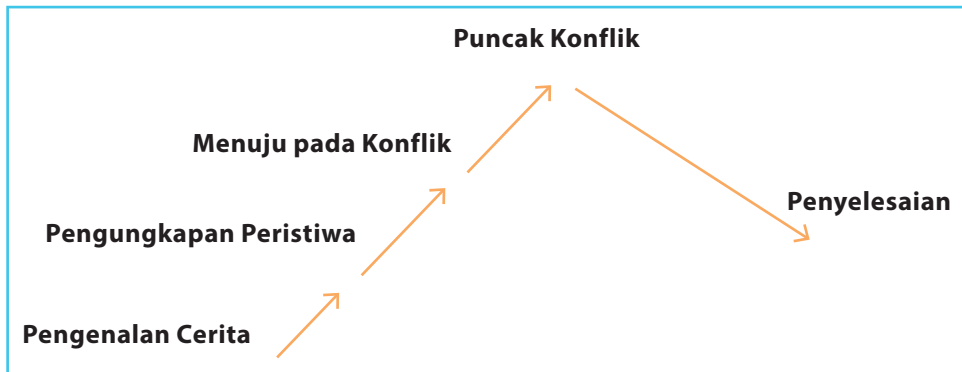 Puncak Konflik
Menuju pada Konflik
Penyelesaian
Pengungkapan Peristiwa
Pengenalan Cerita